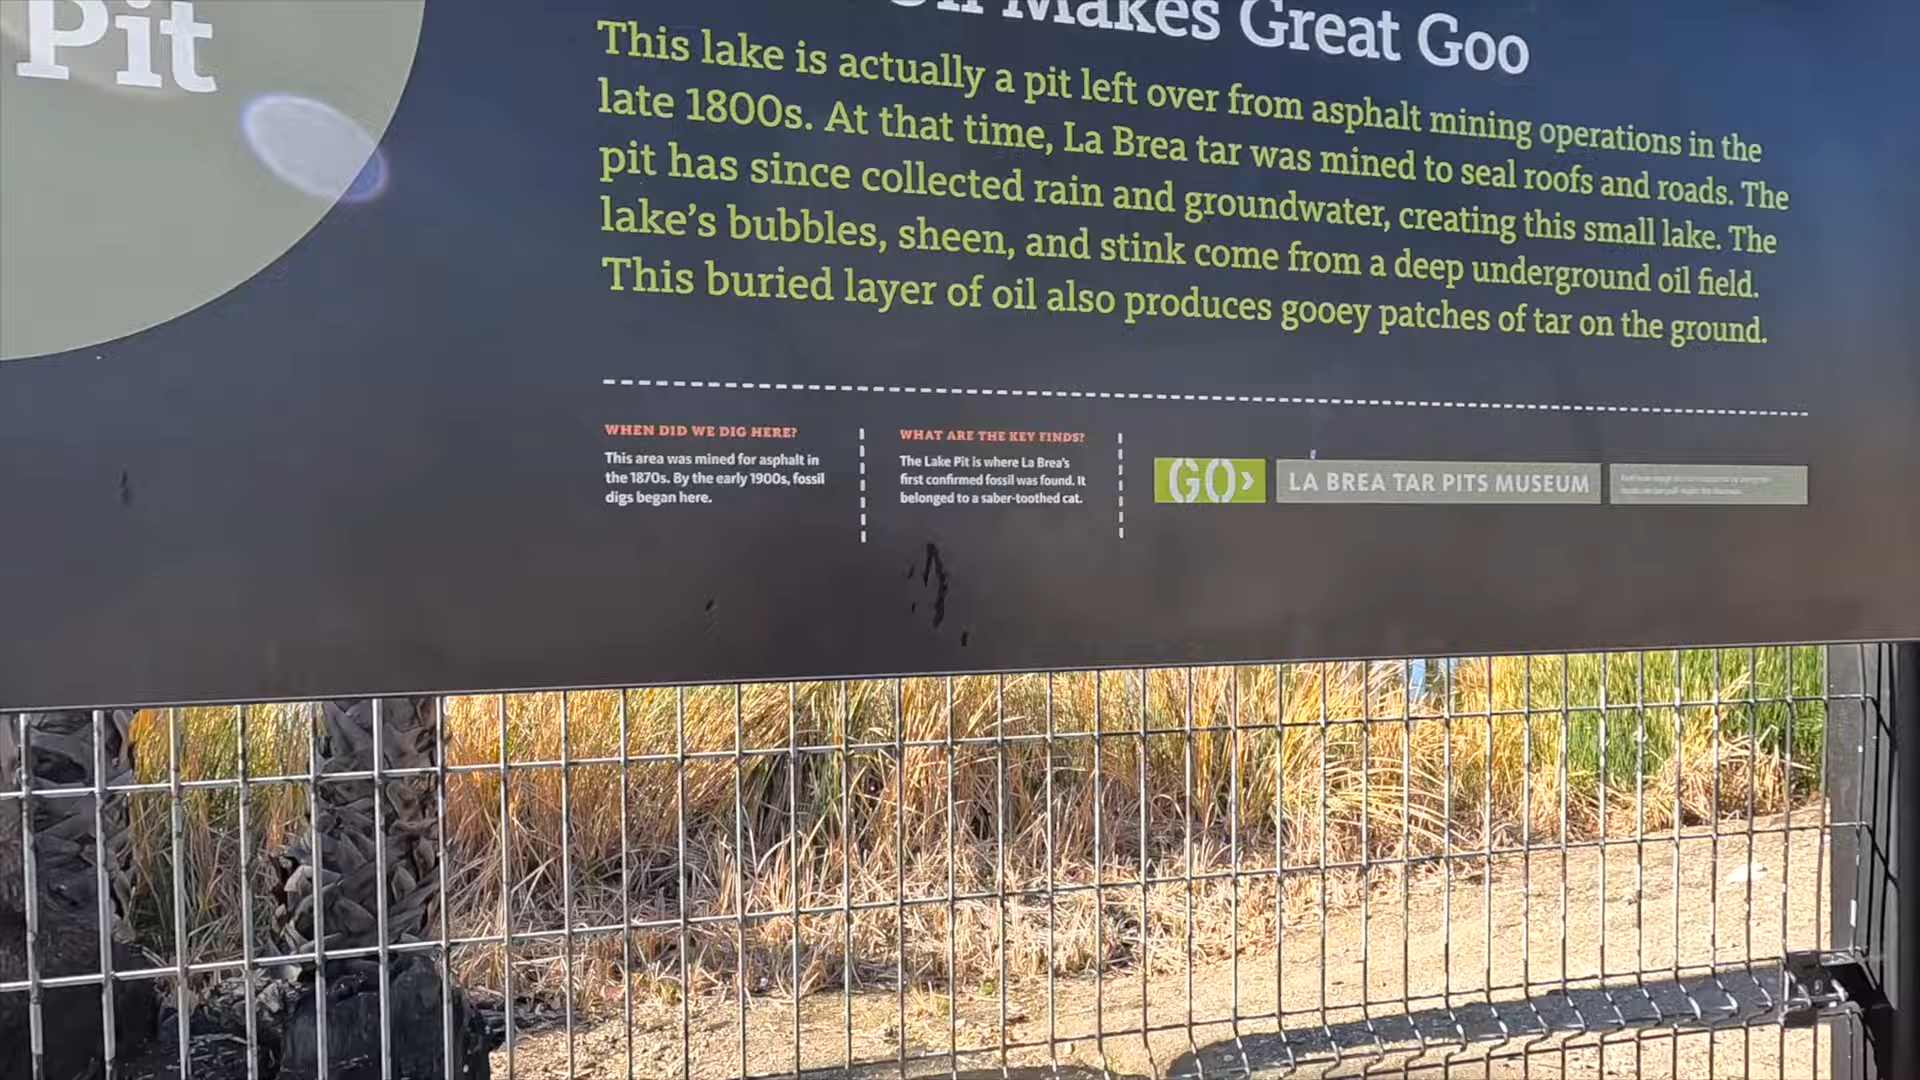 Pit
Makes Great Goo
This lake is actually a pit left over from asphalt mining operations in the
late 1800s. At that time, La Brea tar was mined to seal roofs and roads. The
pit has since collected rain and groundwater, creating this small lake. The
lake's bubbles, sheen, and stink come from a deep underground oil field.
This buried layer of oil also produces gooey patches of tar on the ground.
WHEN DID WE DIG HERE?
This area was mined for asphalt in
the 1870s. By the early 1900s, fossil
digs began here.
WHAT ARE THE KEY FINDS?
The Lake Pit is where La Brea's
first confirmed fossil was found. It
belonged to a saber-toothed cat.
GO>
LA BREA TAR PITS MUSEUM